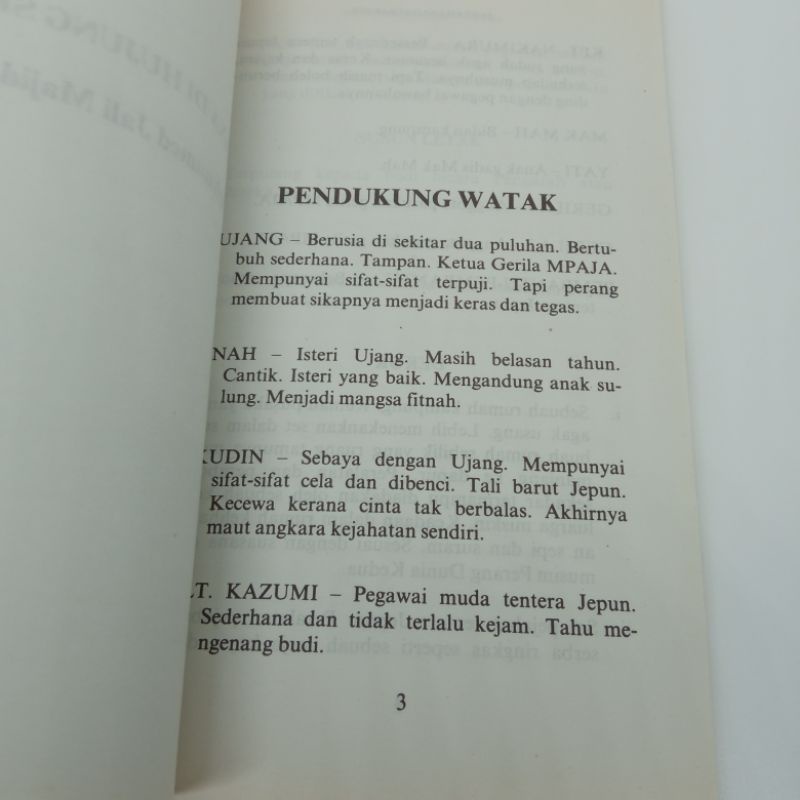 PENDUKUNG WATAK
UJANG – Berusia di sekitar dua puluhan. Bertu-
buh sederhana. Tampan. Ketua Gerila MPAJA.
Mempunyai sifat-sifat terpuji. Tapi perang
membuat sikapnya menjadi keras dan tegas.
NAH – Isteri Ujang. Masih belasan tahun.
Cantik. Isteri yang baik. Mengandung anak su-
lung. Menjadi mangsa fitnah.
KUDIN – Sebaya dengan Ujang. Mempunyai
sifat-sifat cela dan dibenci. Tali barut Jepun.
Kecewa kerana cinta tak berbalas. Akhirnya
maut angkara kejahatan sendiri.
LT. KAZUMI – Pegawai muda tentera Jepun.
Sederhana dan tidak terlalu kejam. Tahu me-
ngenang budi.
3